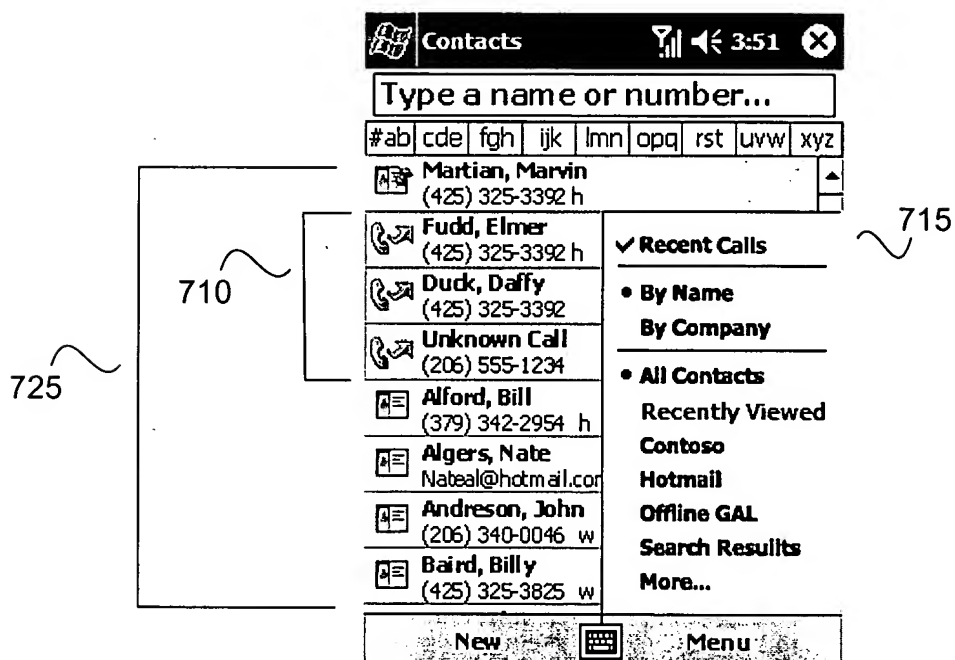 Contacts 3:51
Type a name or number...
#ab cde fgh ijk lmn opq rst uvw xyz
Martian, Marvin
(425) 325-3392 h
Fudd, Elmer
(425) 325-3392 h
Duck, Daffy
(425) 325-3392
Unknown Call
(206) 555-1234
Alford, Bill
(379) 342-2954 h
Algers, Nate
Nateal@hotmail.com
Andreson, John
(206) 340-0046 w
Baird, Billy
(425) 325-3825 w
Recent Calls
By Name
By Company
All Contacts
Recently Viewed
Contoso
Hotmail
Offline GAL
Search Resullts
More...
New Menu
710
715
725